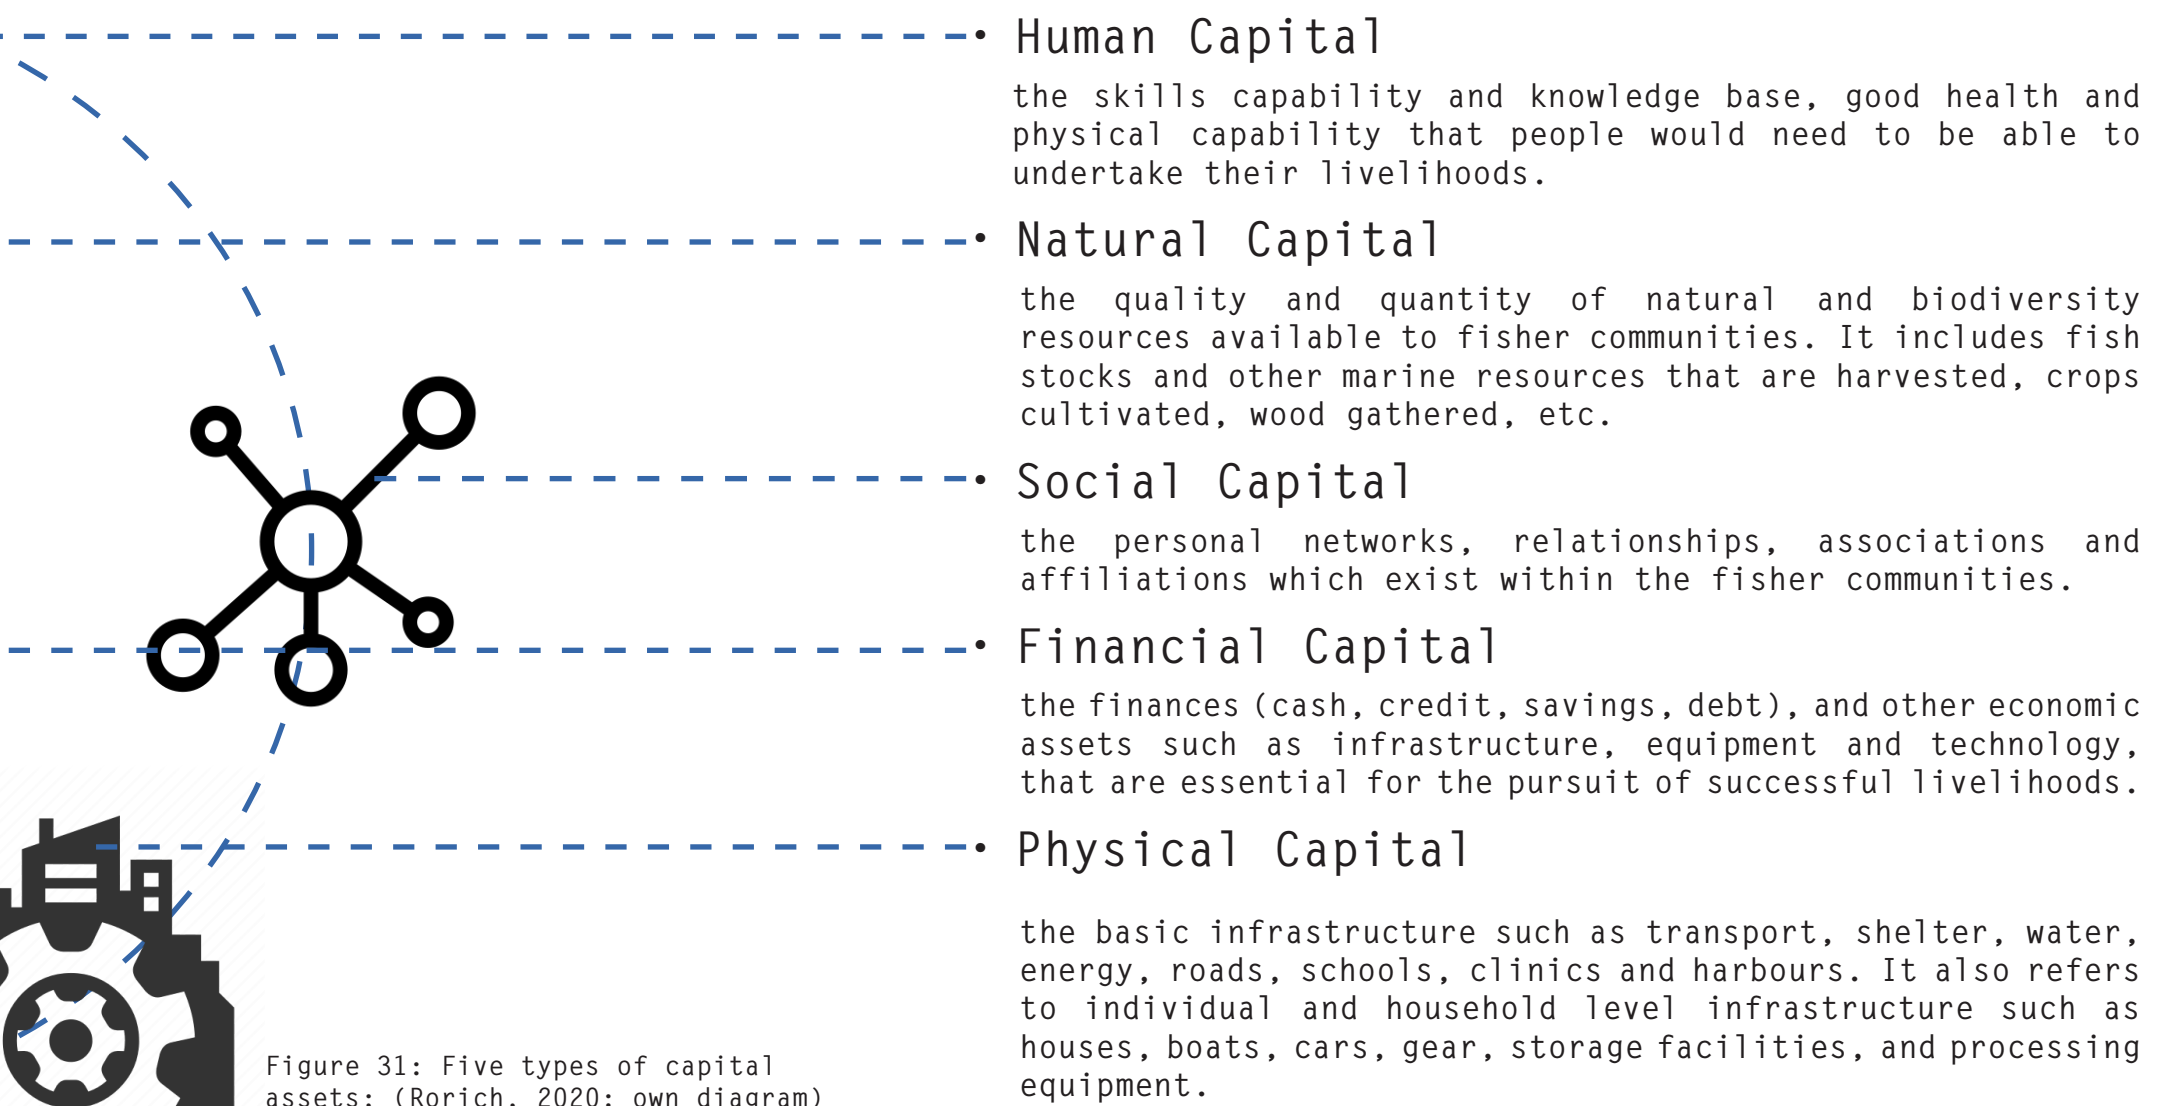 • Human Capital
the skills capability and knowledge base, good health and
physical capability that people would need to be able to
undertake their livelihoods.
• Natural Capital
the quality and quantity of natural and biodiversity
resources available to fisher communities. It includes fish
stocks and other marine resources that are harvested, crops
cultivated, wood gathered, etc.
• Social Capital
the personal networks, relationships, associations and
affiliations which exist within the fisher communities.
• Financial Capital
the finances (cash, credit, savings, debt), and other economic
assets such as infrastructure, equipment and technology,
that are essential for the pursuit of successful livelihoods.
• Physical Capital
the basic infrastructure such as transport, shelter, water,
energy, roads, schools, clinics and harbours. It also refers
to individual and household level infrastructure such as
houses, boats, cars, gear, storage facilities, and processing
equipment.
Figure 31: Five types of capital
assets: (Rorich, 2020: own diagram)